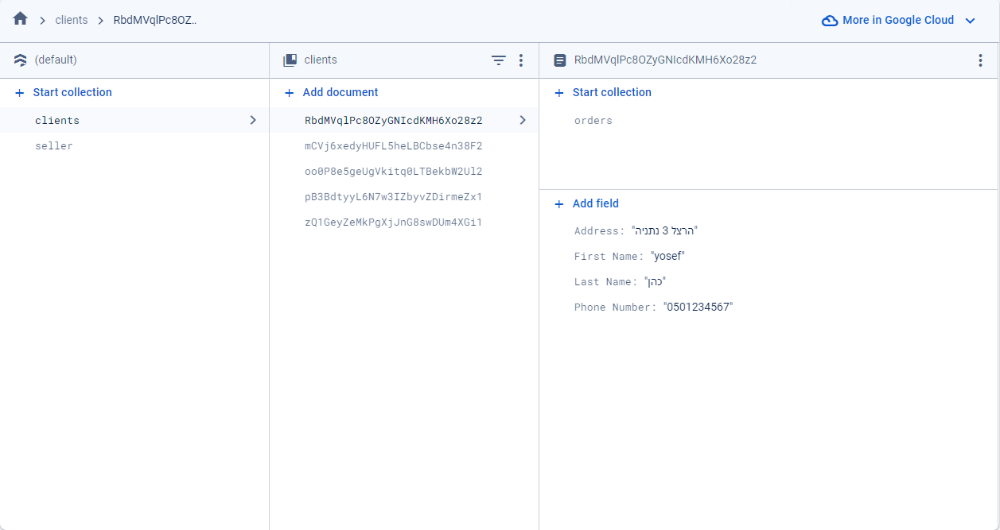 clients
RbdMVqlPc8OZ..
More in Google Cloud
(default)
Start collection
clients
seller
clients
Add document
RbdMVqlPc8OZyGNIcdKMH6Xo28z2
mCVj6xedyHUFL5heLBCbse4n38F2
oo0P8e5geUgVkitq0LTBekbW2Ul2
pB3BdtyyL6N7w3IZbyvZDirmeZx1
zQ1GeyZeMkPgXjJnG8swDUm4XGi1
RbdMVqlPc8OZyGNIcdKMH6Xo28z2
Start collection
orders
Add field
Address: "הרצל 3 נתניה"
First Name: "yosef"
Last Name: "כהן"
Phone Number: "0501234567"